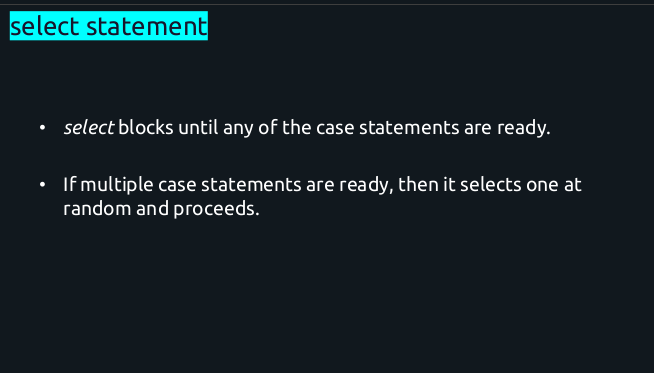 select statement
• select blocks until any of the case statements are ready.
• If multiple case statements are ready, then it selects one at
random and proceeds.